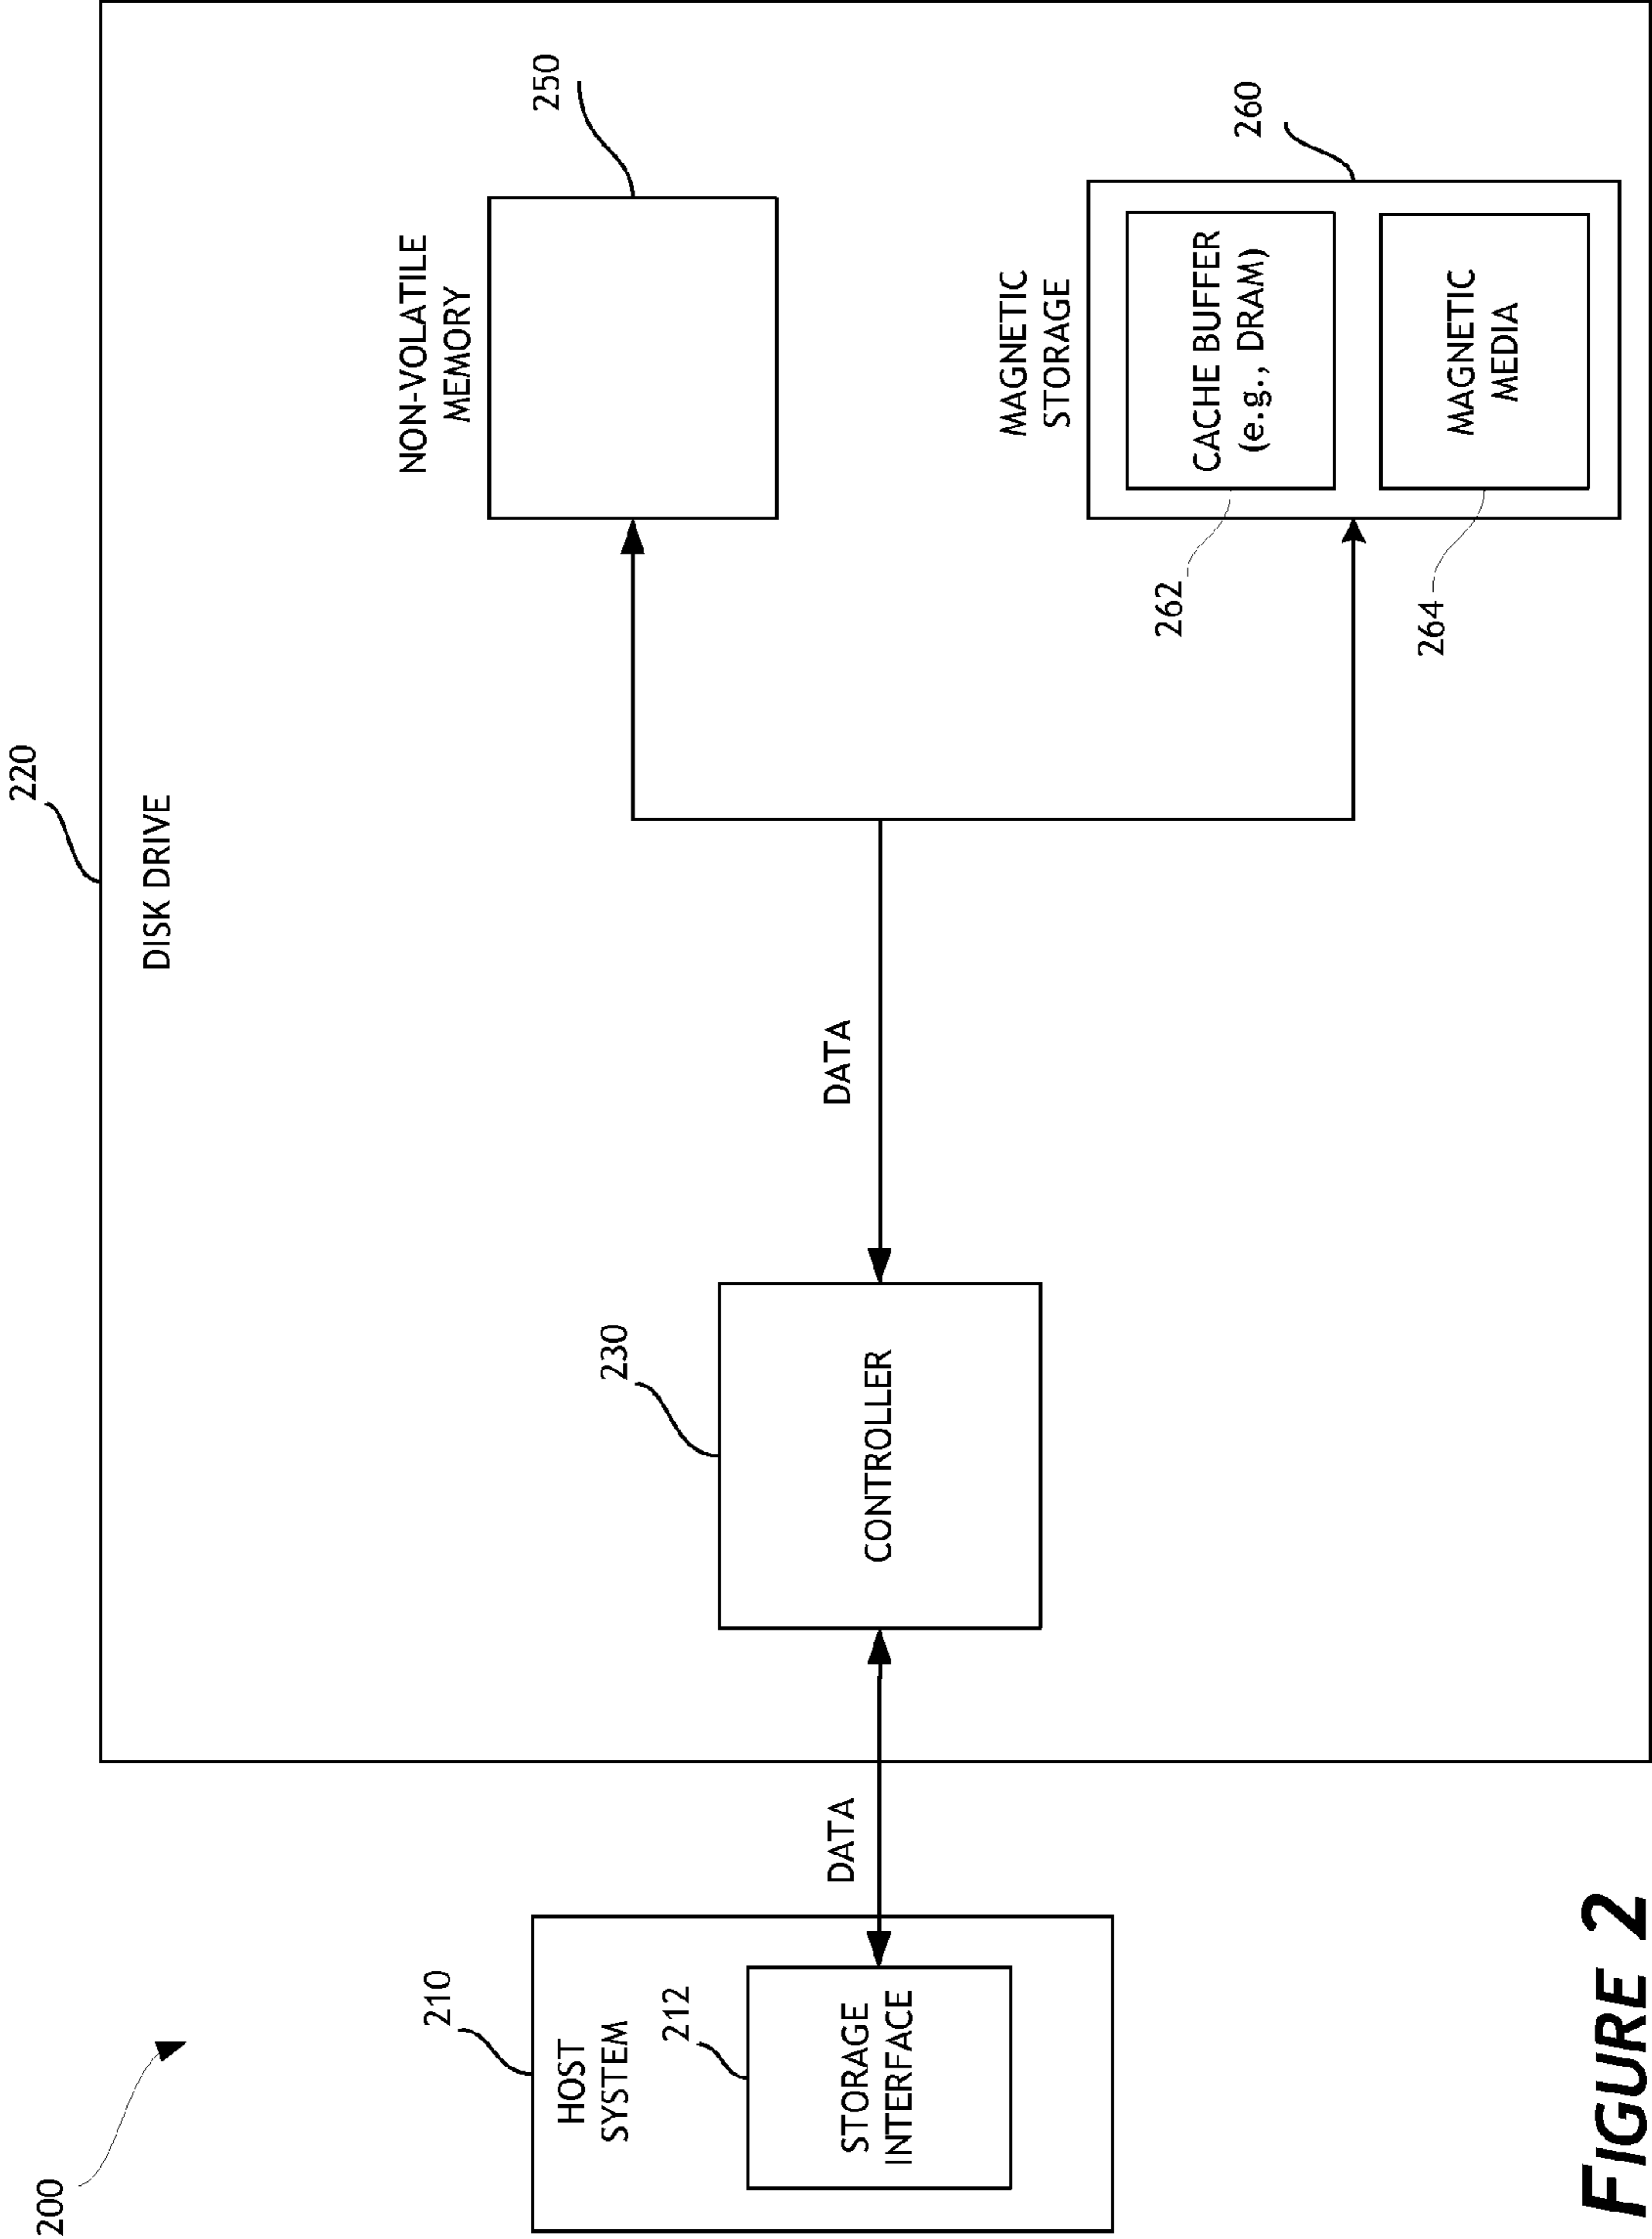 200
220
DISK DRIVE
210
HOST
SYSTEM
212
STORAGE
INTERFACE
DATA
230
CONTROLLER
DATA
NON-VOLATILE
MEMORY
250
MAGNETIC
STORAGE
260
262
CACHE BUFFER
(e.g., DRAM)
264
MAGNETIC
MEDIA
FIGURE 2